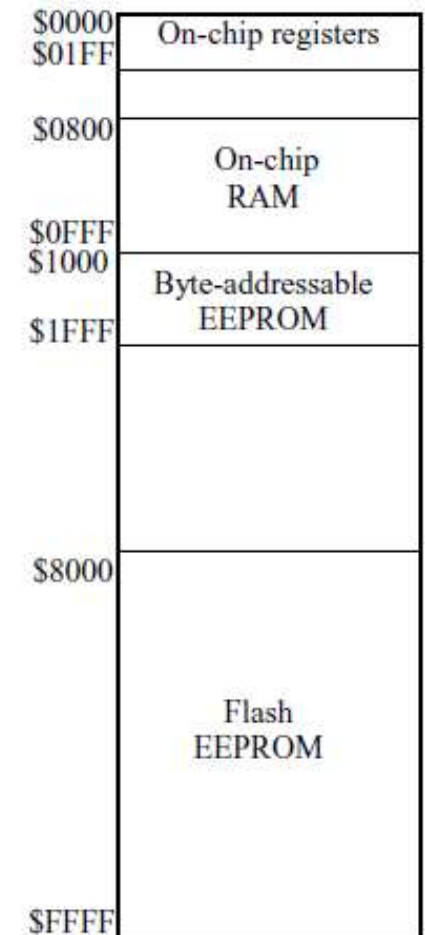 $0000
On-chip registers
$01FF
$0800
On-chip
RAM
$0FFF
$1000
Byte-addressable
EEPROM
$1FFF
$8000
Flash
EEPROM
$FFFF